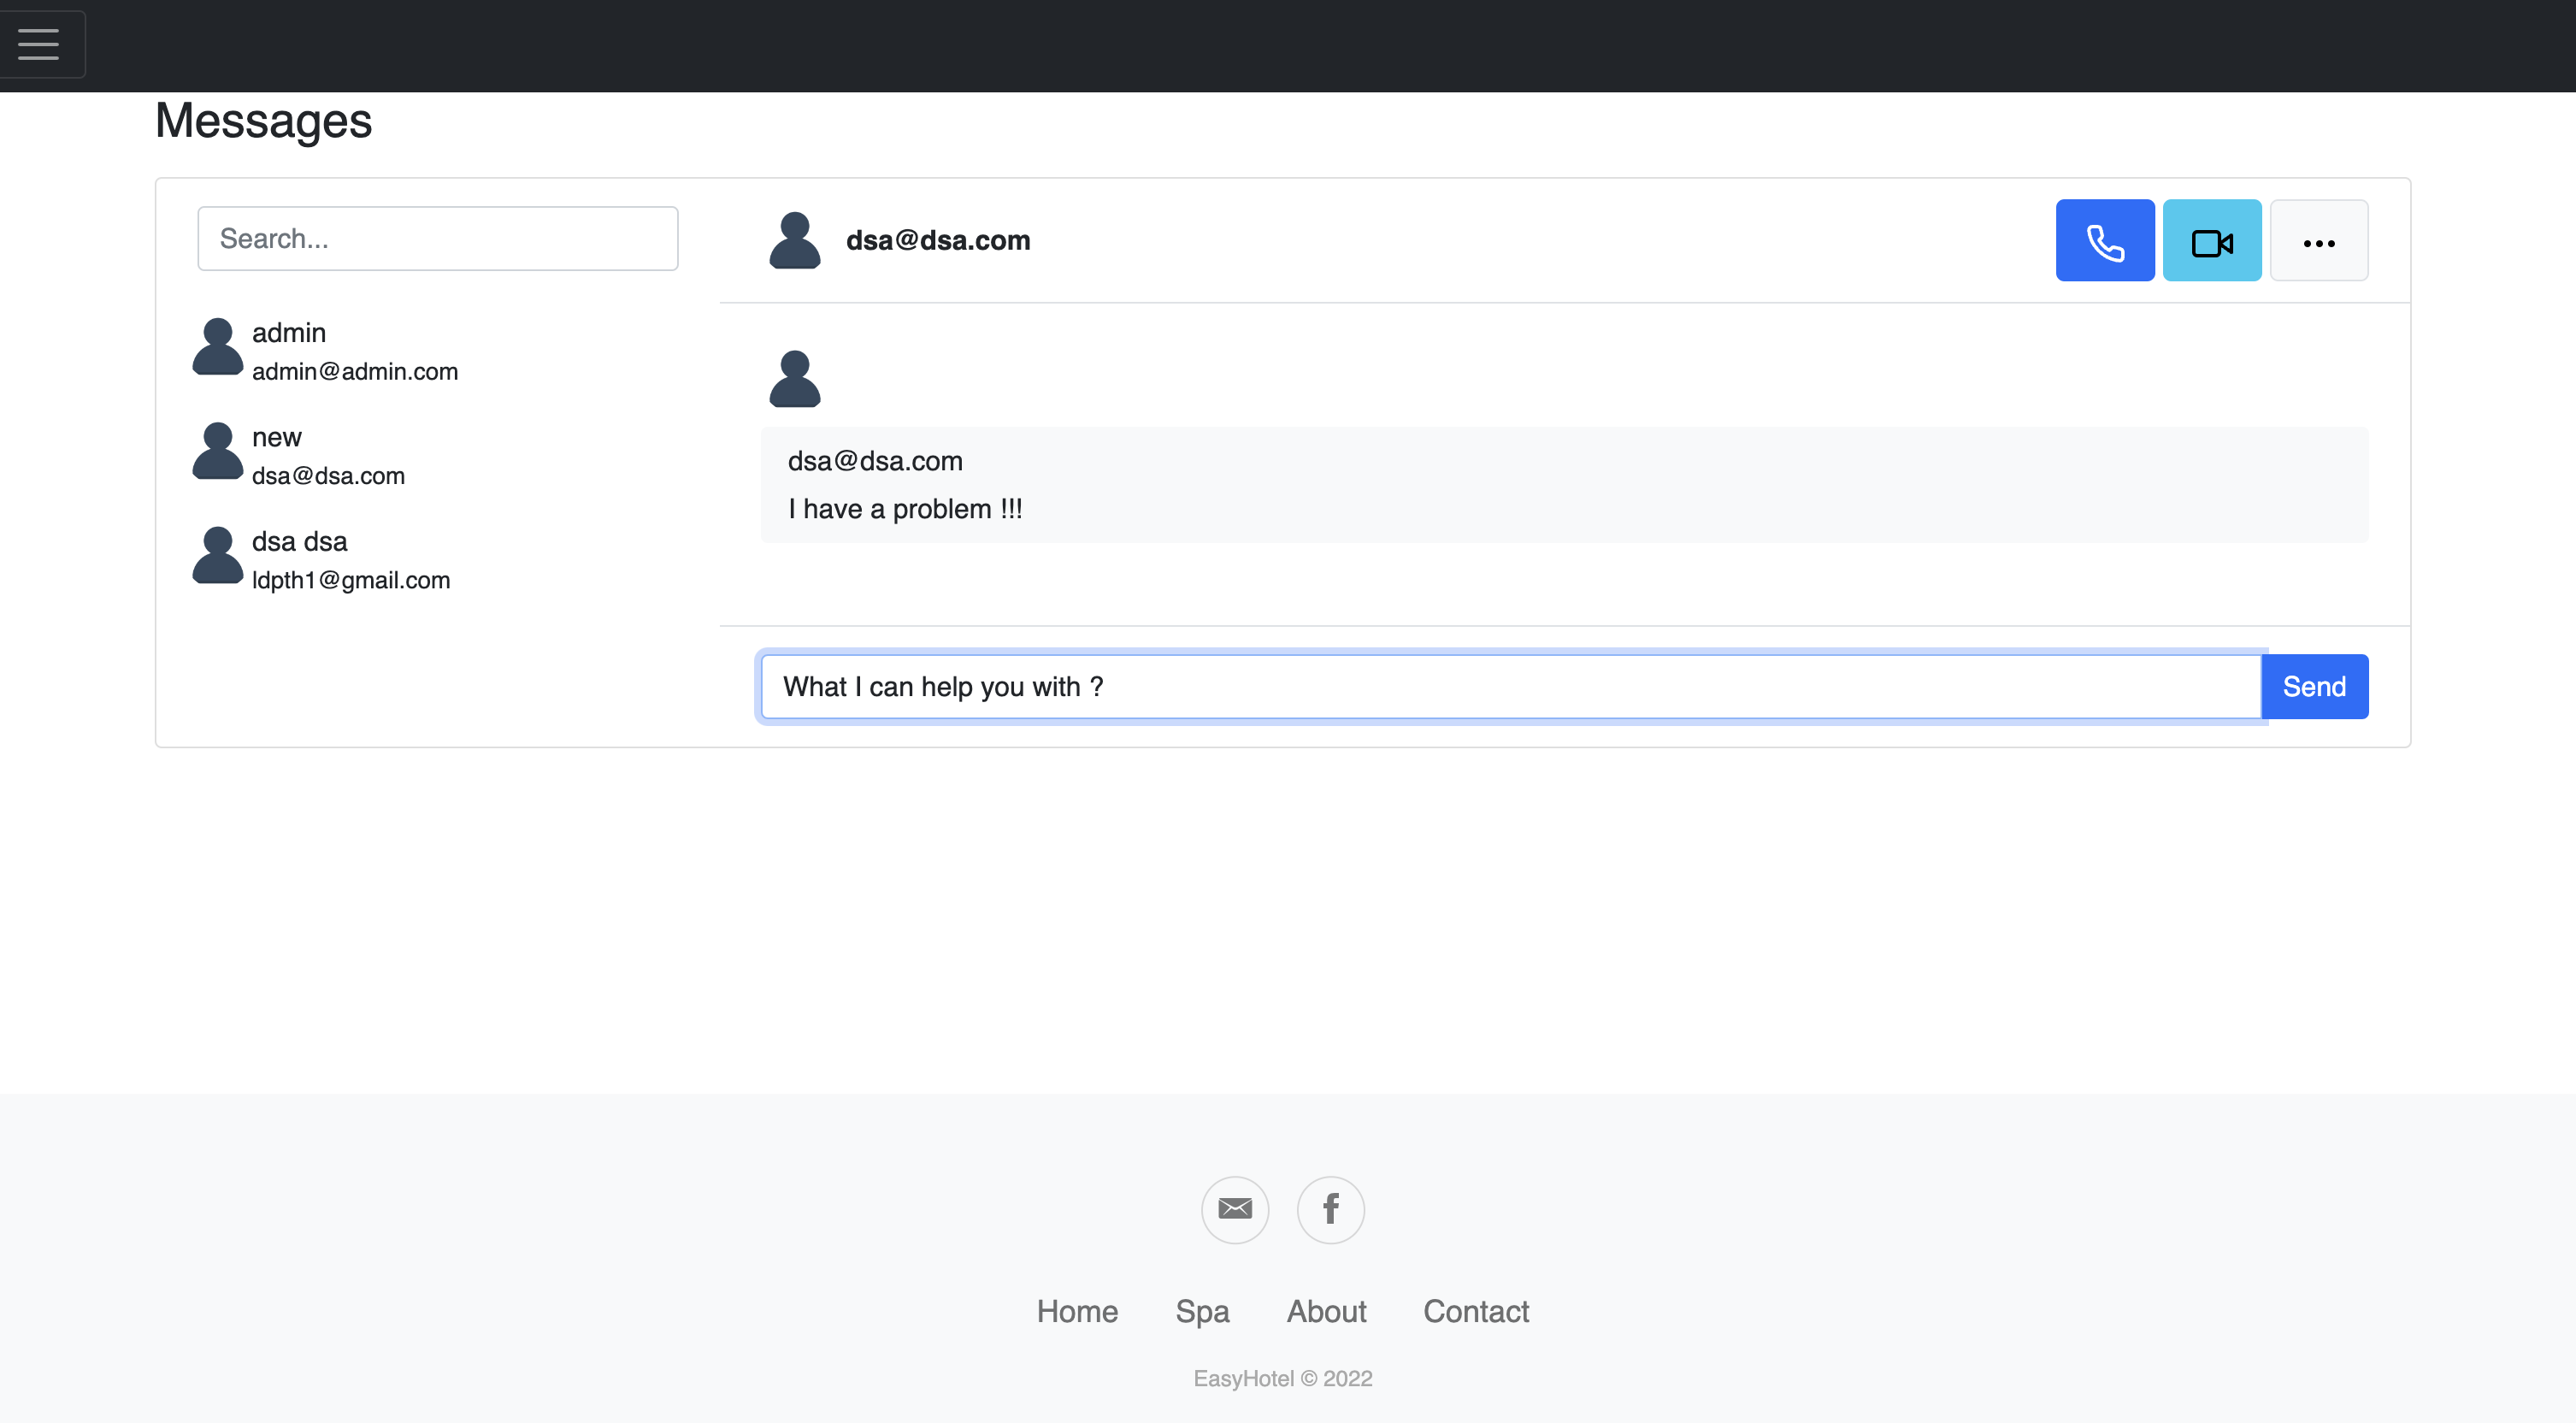 Messages
Search...
admin
admin@admin.com
new
dsa@dsa.com
dsa dsa
ldpth1@gmail.com
dsa@dsa.com
dsa@dsa.com
I have a problem !!!
What I can help you with ?
Send
Home Spa About Contact
EasyHotel © 2022